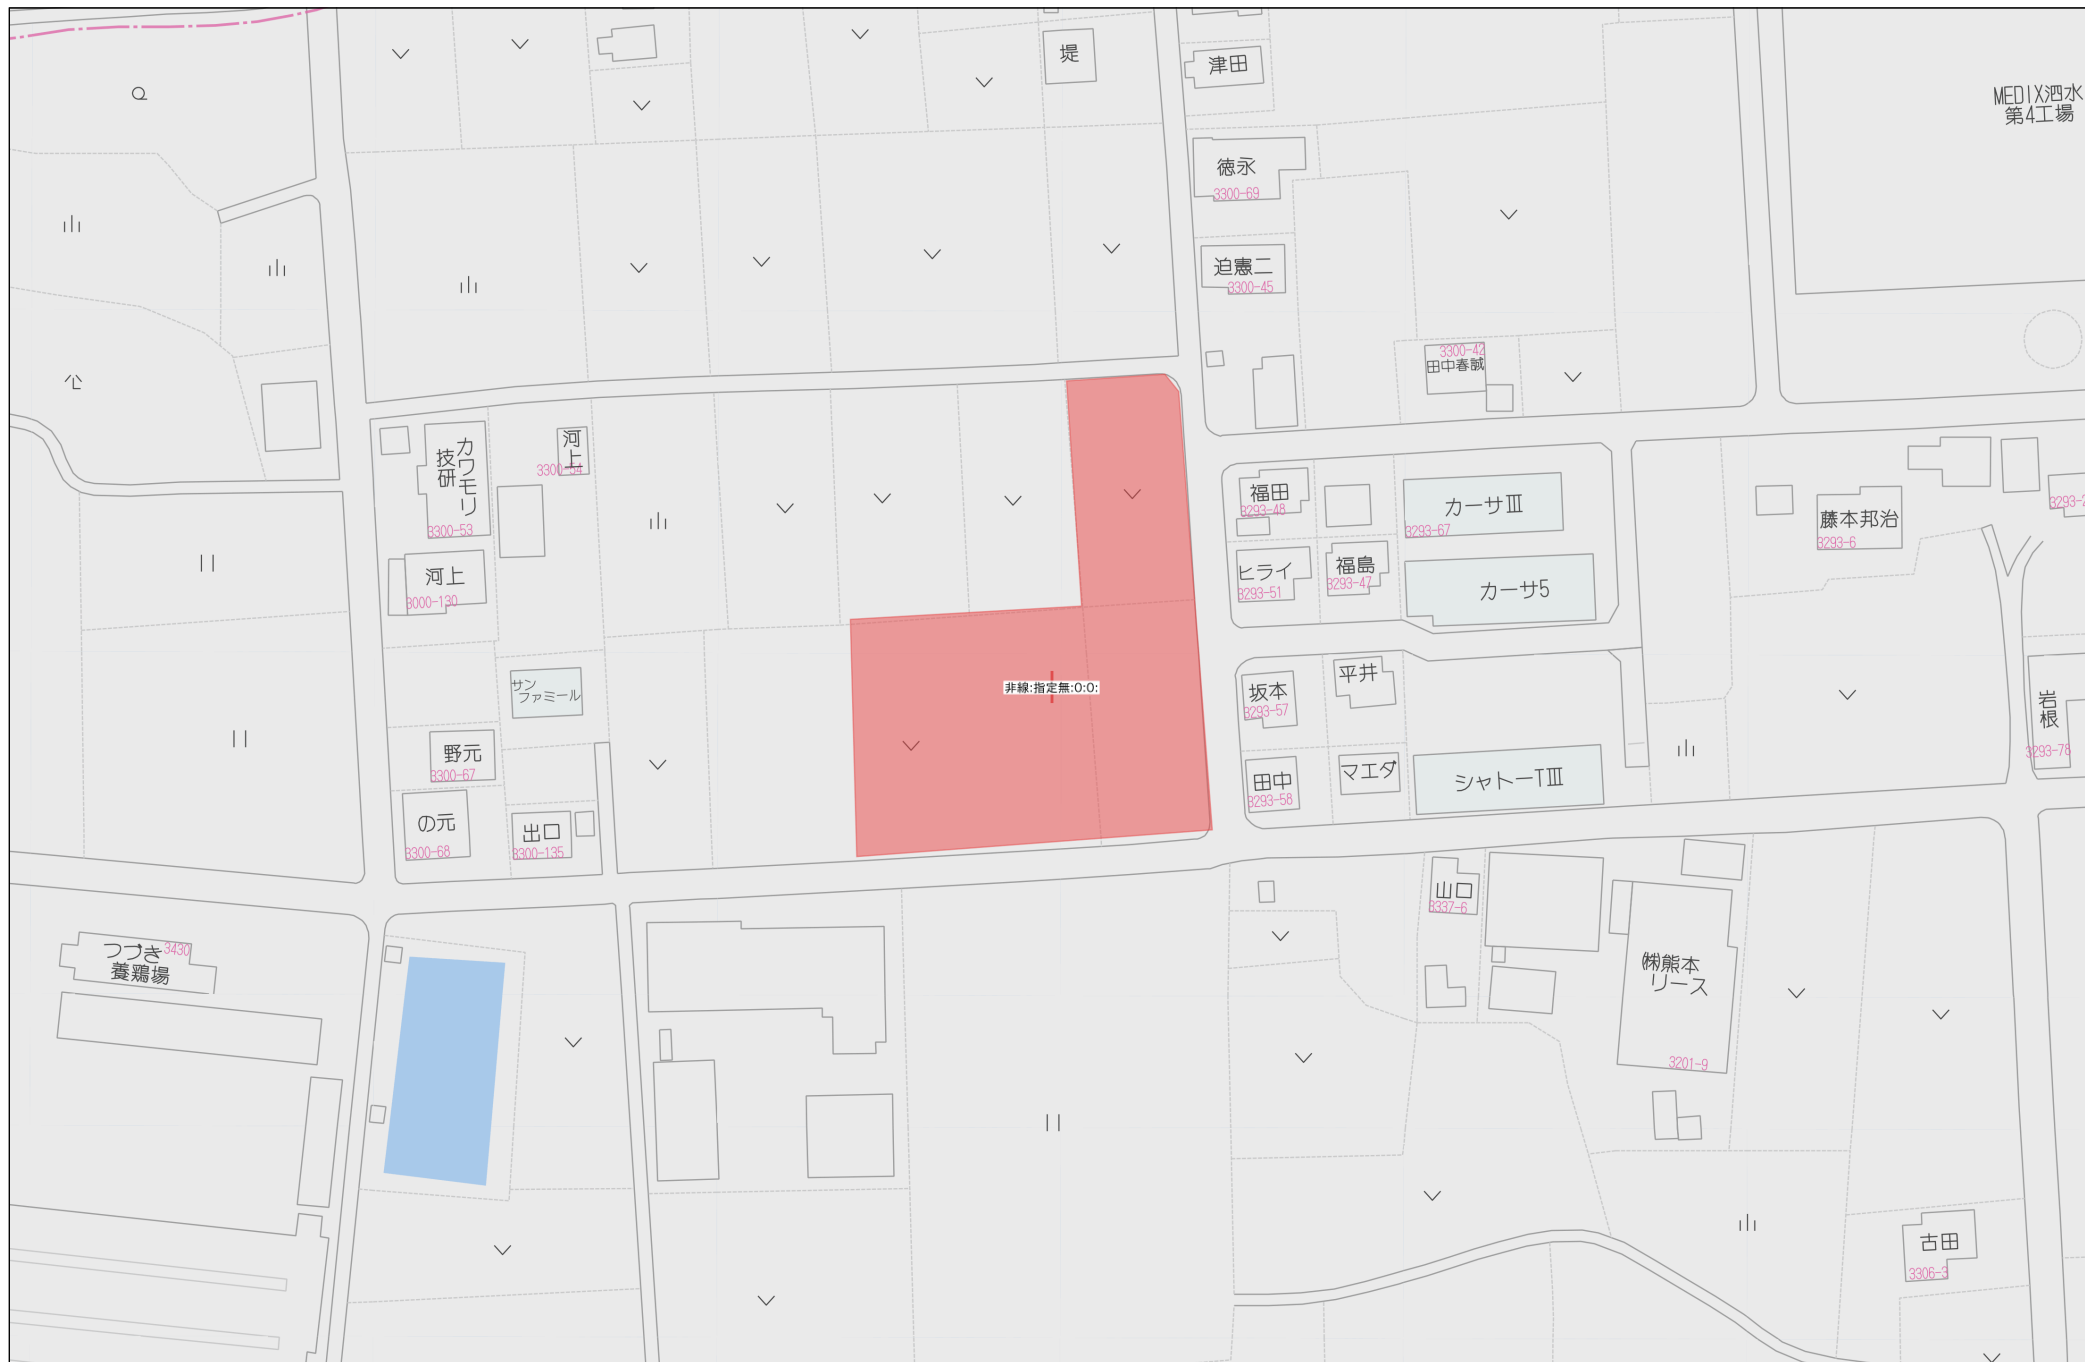 堤
津田
MEDIX泗水
第4工場
徳永
3300-69
迫憲二
3300-45
3300-42
田中春誠
カワモリ
技研
3300-53
河上
3300-54
福田
3293-48
カーサⅢ
3293-67
藤本邦治
3293-6
河上
3000-130
ヒライ
3293-51
福島
3293-47
カーサ5
サン
ファミール
非線:指定無:0:0:
坂本
3293-57
平井
岩根
3293-78
野元
3300-67
田中
3293-58
マエダ
シャトーTⅢ
の元
3300-68
出口
3300-135
山口
3337-6
つづき
養鶏場
3430
㈱熊本
リース
3201-9
古田
3306-3